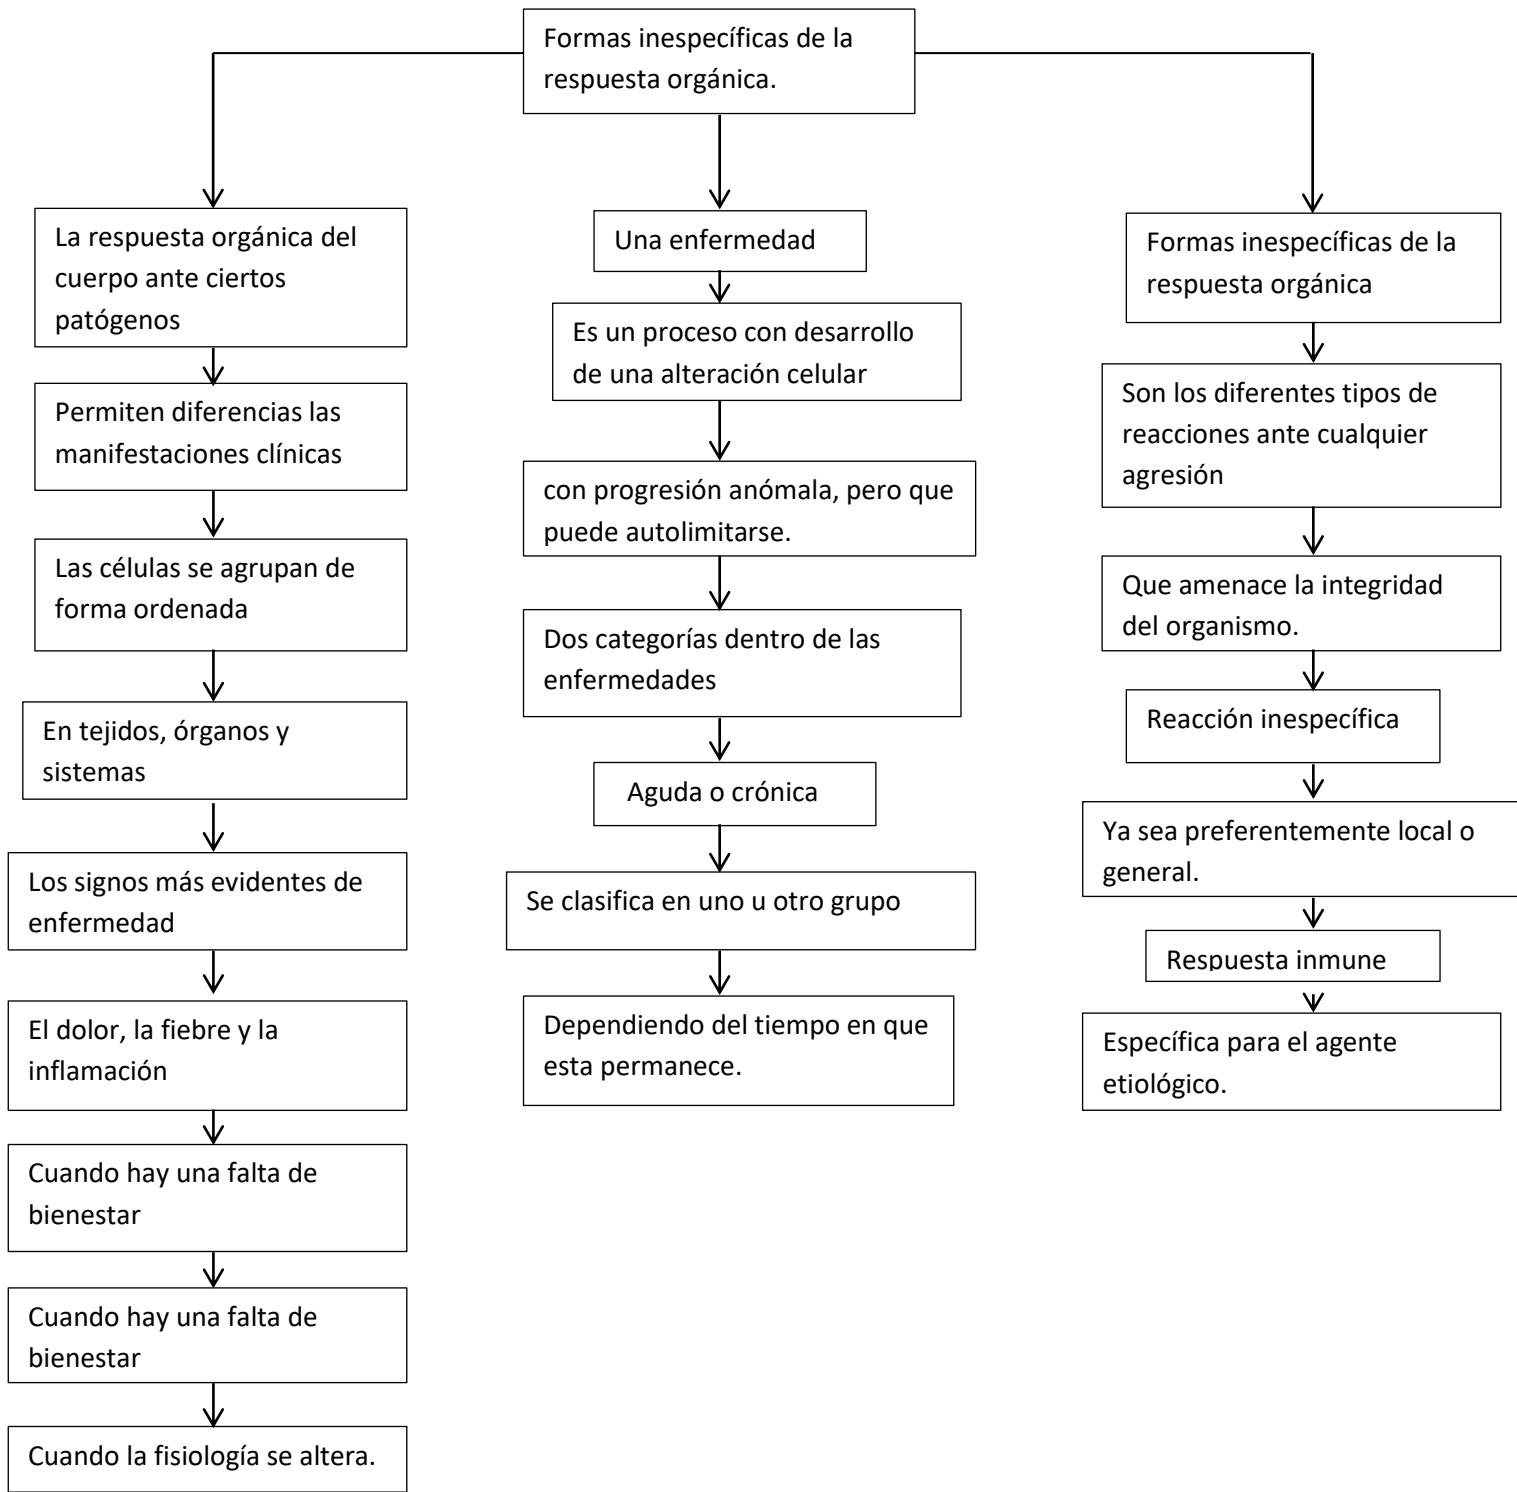 Formas inespecíficas de la
respuesta orgánica.
La respuesta orgánica del
cuerpo ante ciertos
patógenos
Permiten diferencias las
manifestaciones clínicas
Las células se agrupan de
forma ordenada
En tejidos, órganos y
sistemas
Los signos más evidentes de
enfermedad
El dolor, la fiebre y la
inflamación
Cuando hay una falta de
bienestar
Cuando hay una falta de
bienestar
Cuando la fisiología se altera.
Una enfermedad
Es un proceso con desarrollo
de una alteración celular
con progresión anómala, pero que
puede autolimitarse.
Dos categorías dentro de las
enfermedades
Aguda o crónica
Se clasifica en uno u otro grupo
Dependiendo del tiempo en que
esta permanece.
Formas inespecíficas de la
respuesta orgánica
Son los diferentes tipos de
reacciones ante cualquier
agresión
Que amenace la integridad
del organismo.
Reacción inespecífica
Ya sea preferentemente local o
general.
Respuesta inmune
Específica para el agente
etiológico.